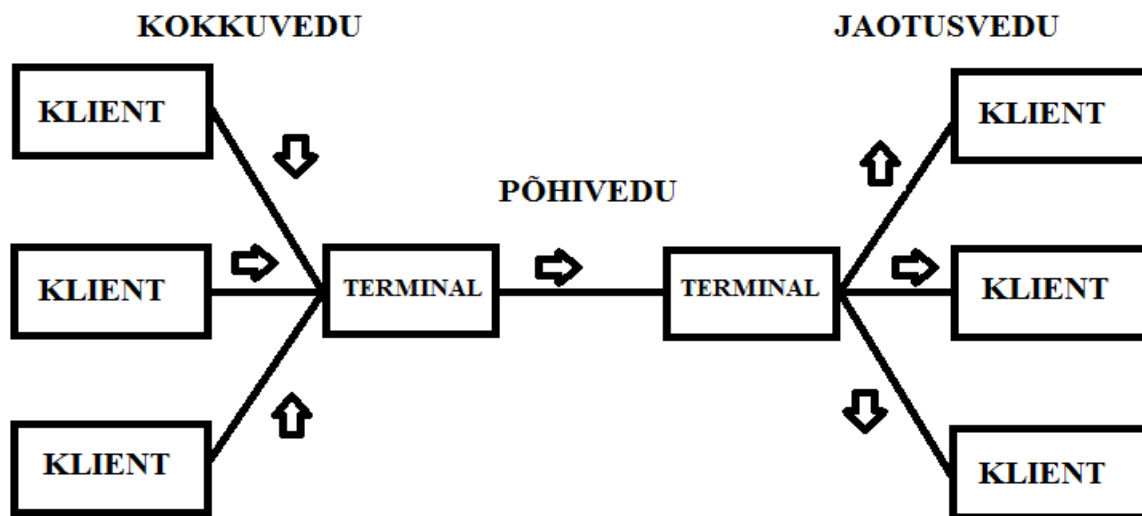 KOKKUVEDU
JAOTUSVEDU
KLIENT
KLIENT
PÕHIVEDU
KLIENT
TERMINAL
TERMINAL
KLIENT
KLIENT
KLIENT